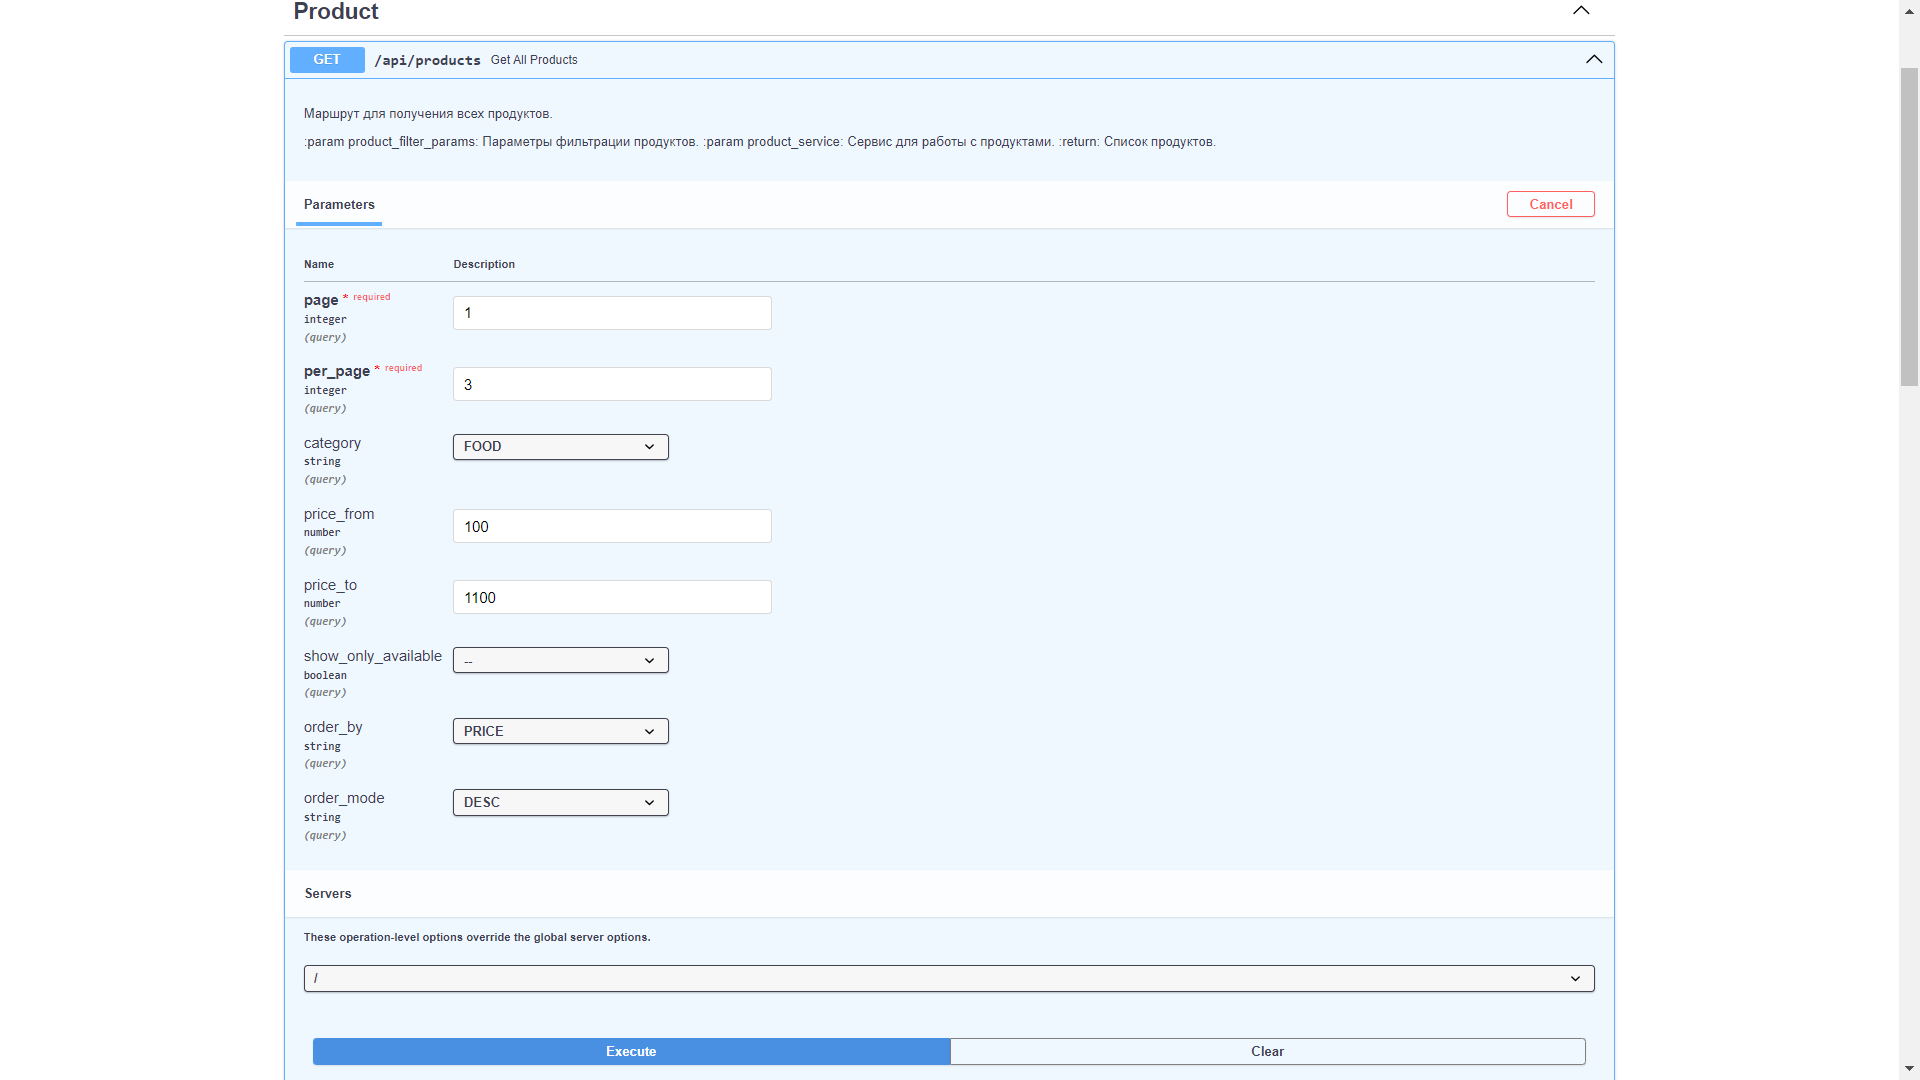 Product
GET /api/products Get All Products
Маршрут для получения всех продуктов.
:param product_filter_params: Параметры фильтрации продуктов. :param product_service: Сервис для работы с продуктами. :return: Список продуктов.
Parameters
Cancel
Name Description
page * required
integer
(query)
1
per_page * required
integer
(query)
3
category
string
(query)
FOOD
price_from
number
(query)
100
price_to
number
(query)
1100
show_only_available
boolean
(query)
--
order_by
string
(query)
PRICE
order_mode
string
(query)
DESC
Servers
These operation-level options override the global server options.
/
Execute Clear